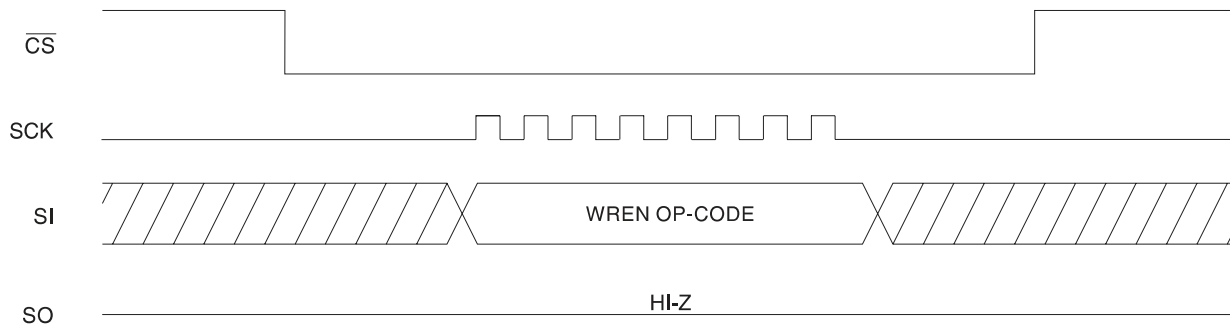 CS
SCK
SI
WREN OP-CODE
SO
HI-Z